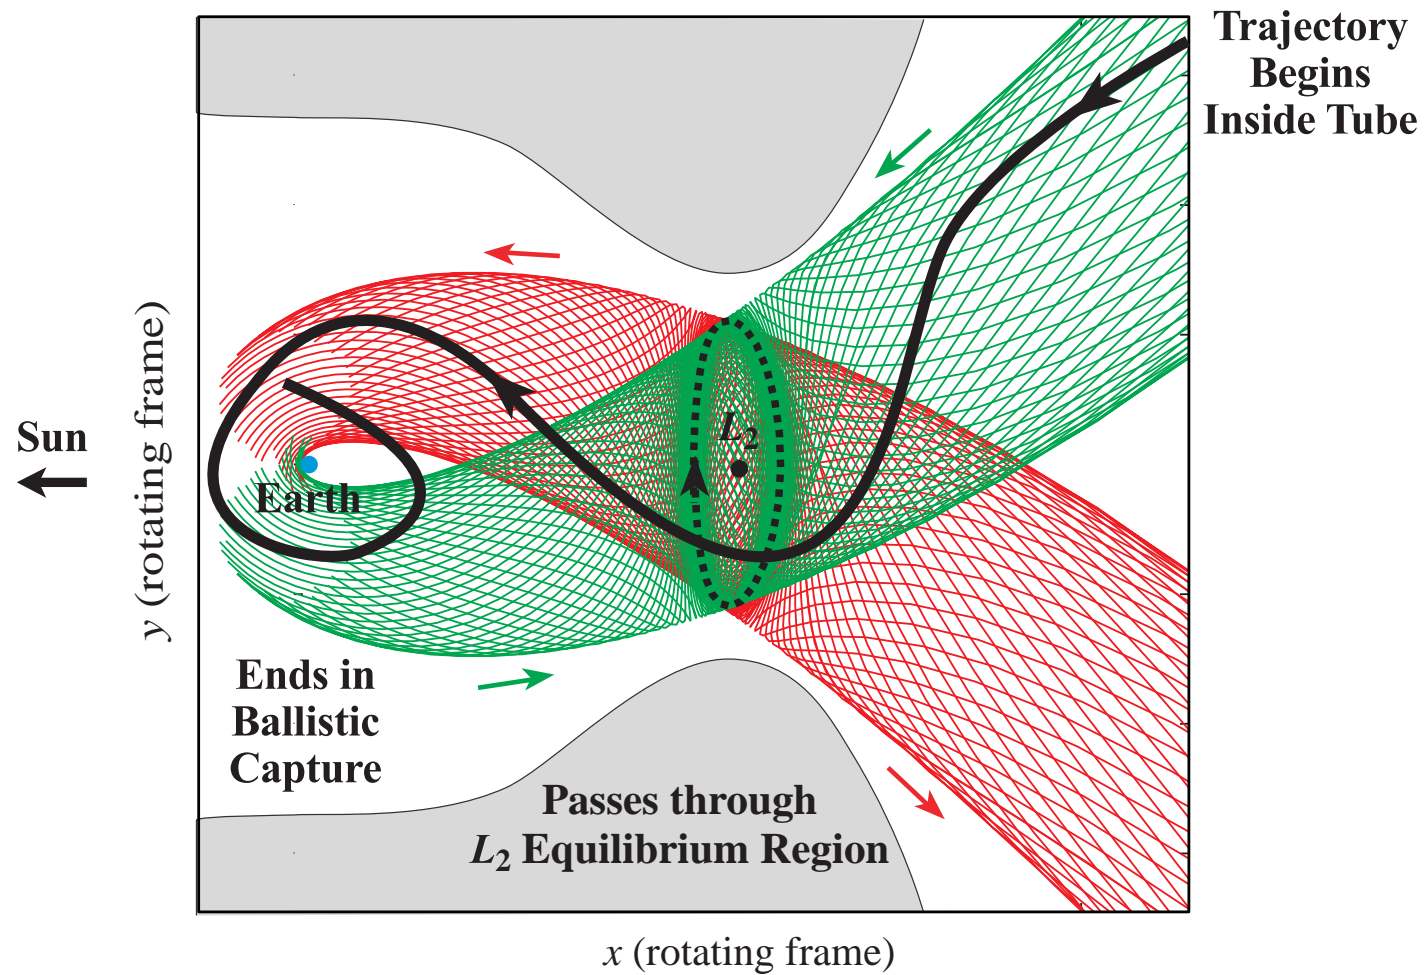 Trajectory
Begins
Inside Tube
Sun
y (rotating frame)
L2
Earth
Ends in
Ballistic
Capture
Passes through
L2 Equilibrium Region
x (rotating frame)